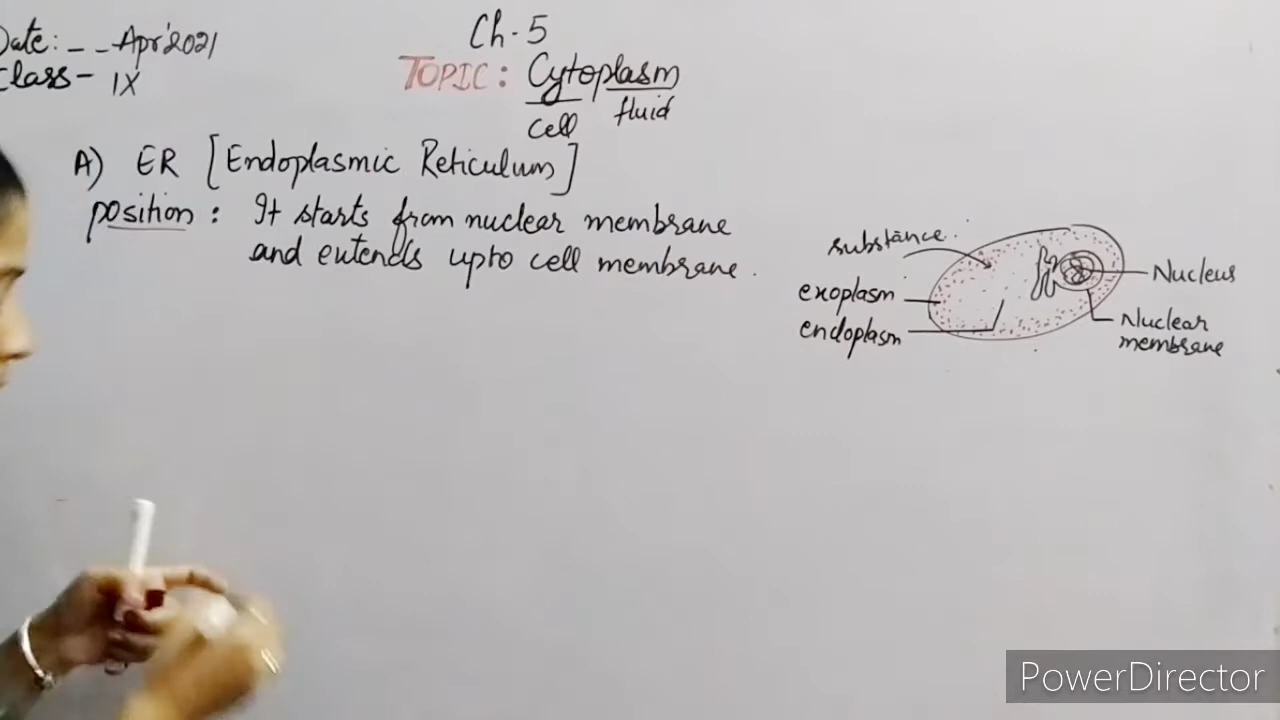 Date: _ _ Apr'2021
Class - IX
Ch. 5
TOPIC: Cytoplasm
cell fluid
A) ER [Endoplasmic Reticulum]
position: It starts from nuclear membrane
and extends upto cell membrane.
substance..
exoplasm
endoplasm
Nucleus
Nuclear
membrane
PowerDirector